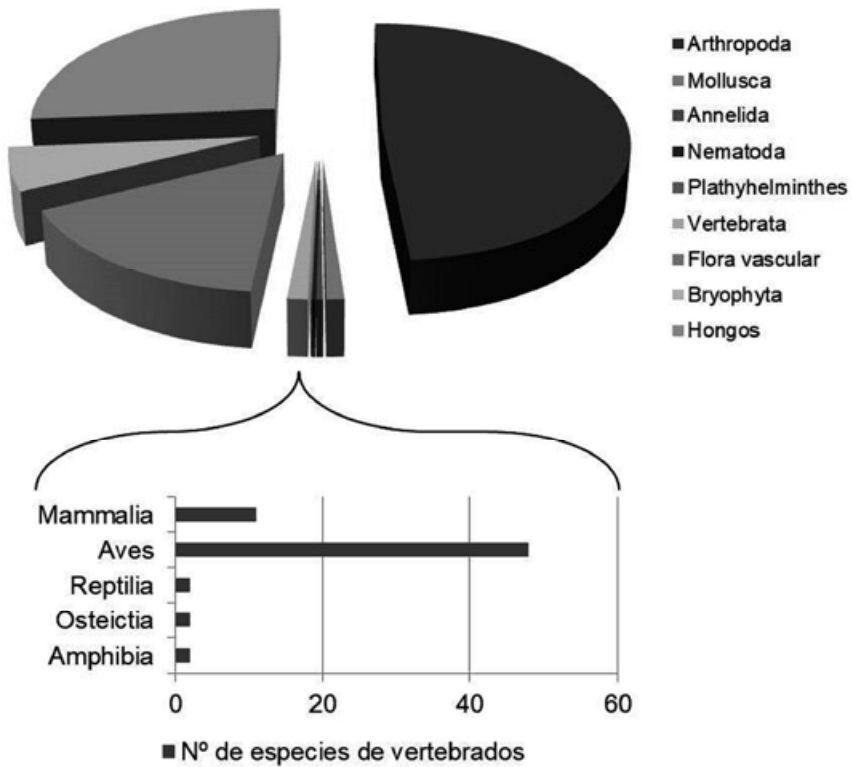 Arthropoda
Mollusca
Annelida
Nematoda
Plathyhelminthes
Vertebrata
Flora vascular
Bryophyta
Hongos
Mammalia
Aves
Reptilia
Osteictia
Amphibia
0 20 40 60
Nº de especies de vertebrados